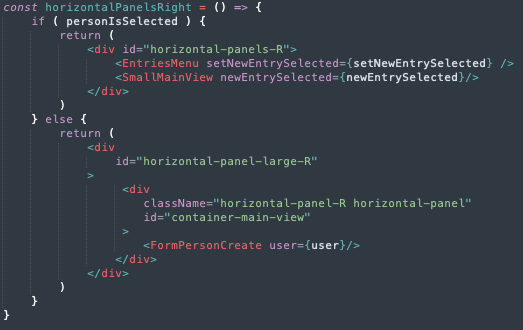 const horizontalPanelsRight = () => {
    if ( personIsSelected ) {
        return (
            <div id="horizontal-panels-R">
                <EntriesMenu setNewEntrySelected={setNewEntrySelected} />
                <SmallMainView newEntrySelected={newEntrySelected}/>
            </div>
        )
    } else {
        return (
            <div
                id="horizontal-panel-large-R"
            >
                 <div
                    className="horizontal-panel-R horizontal-panel"
                    id="container-main-view"
                 >
                    <FormPersonCreate user={user}/>
                </div>
            </div>
        )
    }
}